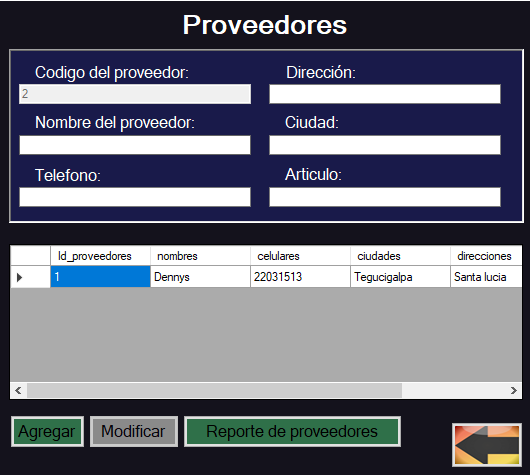 Proveedores
Codigo del proveedor:
Dirección:
2
Nombre del proveedor:
Ciudad:
Telefono:
Articulo:
Id_proveedores nombres celulares ciudades direcciones
1 Dennys 22031513 Tegucigalpa Santa lucia
Agregar Modificar Reporte de proveedores